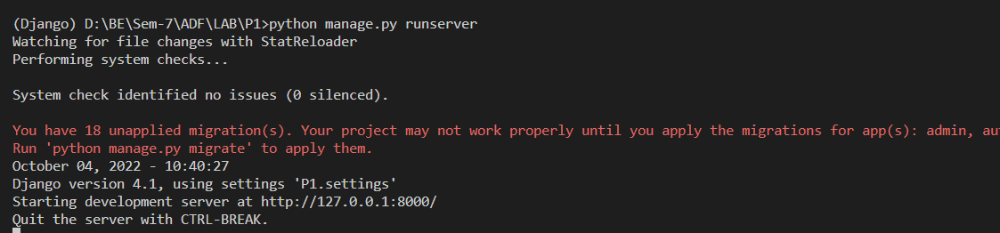 (Django) D:\BE\Sem-7\ADF\LAB\P1>python manage.py runserver
Watching for file changes with StatReloader
Performing system checks...
System check identified no issues (0 silenced).
You have 18 unapplied migration(s). Your project may not work properly until you apply the migrations for app(s): admin, au
Run 'python manage.py migrate' to apply them.
October 04, 2022 - 10:40:27
Django version 4.1, using settings 'P1.settings'
Starting development server at http://127.0.0.1:8000/
Quit the server with CTRL-BREAK.